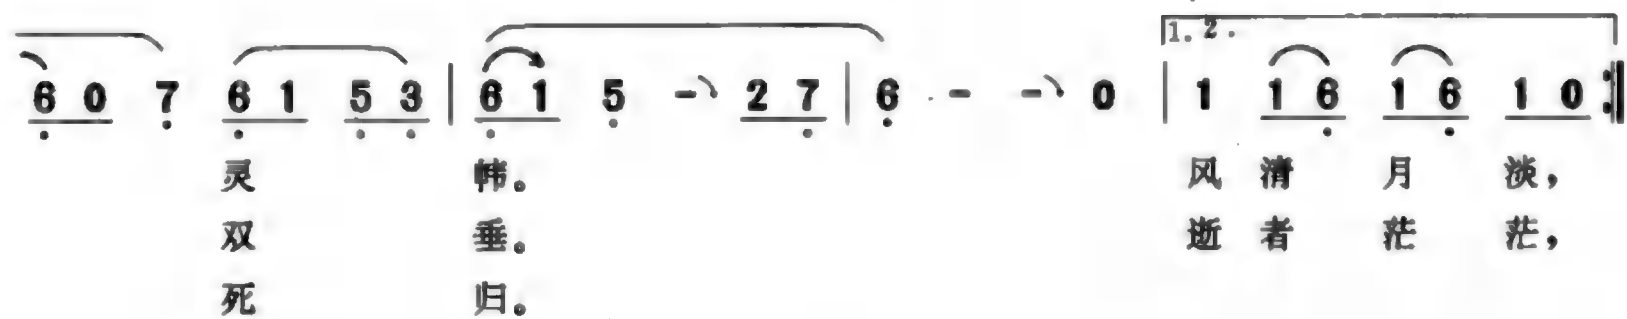 1. 2.
6 0 7 6 1 5 3 | 6 1 5 - 2 7 | 6 - - 0 | 1 1 6 1 6 1 0 :|
灵 帏。 风 清 月 淡，
双 垂。 逝 者 茫 茫，
死 归。